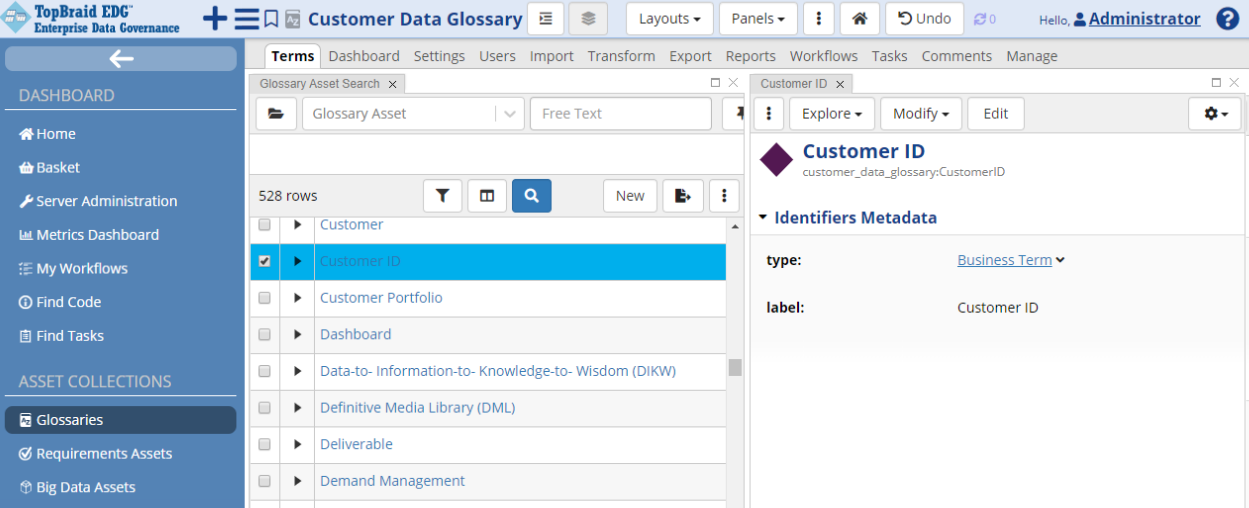 TopBraid EDG™
Enterprise Data Governance
Customer Data Glossary
Layouts
Panels
Undo
0
Hello, Administrator
DASHBOARD
Home
Basket
Server Administration
Metrics Dashboard
My Workflows
Find Code
Find Tasks
ASSET COLLECTIONS
Glossaries
Requirements Assets
Big Data Assets
Terms Dashboard Settings Users Import Transform Export Reports Workflows Tasks Comments Manage
Glossary Asset Search
Glossary Asset
Free Text
528 rows
New
Customer
Customer ID
Customer Portfolio
Dashboard
Data-to- Information-to- Knowledge-to- Wisdom (DIKW)
Definitive Media Library (DML)
Deliverable
Demand Management
Customer ID
Explore
Modify
Edit
Customer ID
customer_data_glossary:CustomerID
Identifiers Metadata
type: Business Term
label: Customer ID